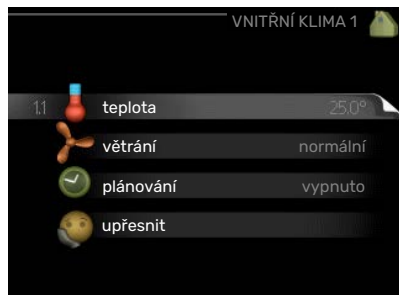 VNITŘNÍ KLIMA 1
1.1 teplota 25.0°
větrání normální
plánování vypnuto
upřesnit